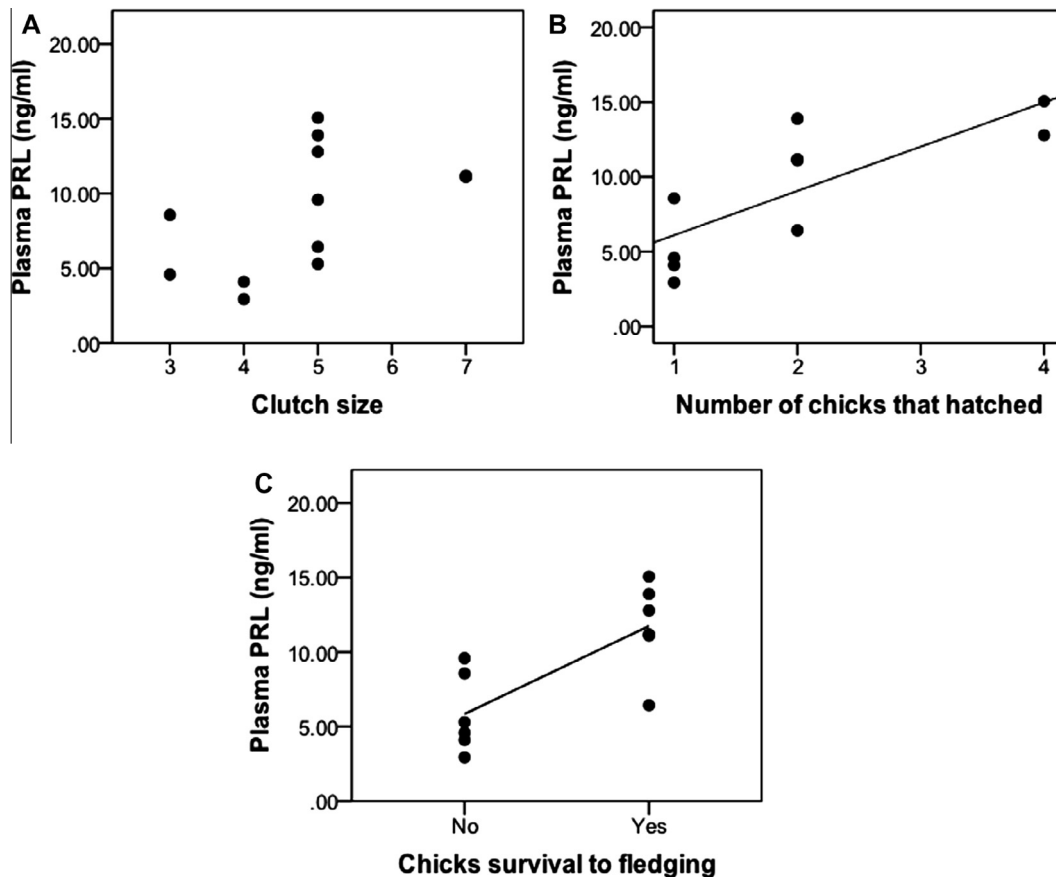 A
20.00
15.00
10.00
5.00
.00
Plasma PRL (ng/ml)
3 4 5 6 7
Clutch size
B
20.00
15.00
10.00
5.00
.00
Plasma PRL (ng/ml)
1 2 3 4
Number of chicks that hatched
C
20.00
15.00
10.00
5.00
.00
Plasma PRL (ng/ml)
No Yes
Chicks survival to fledging